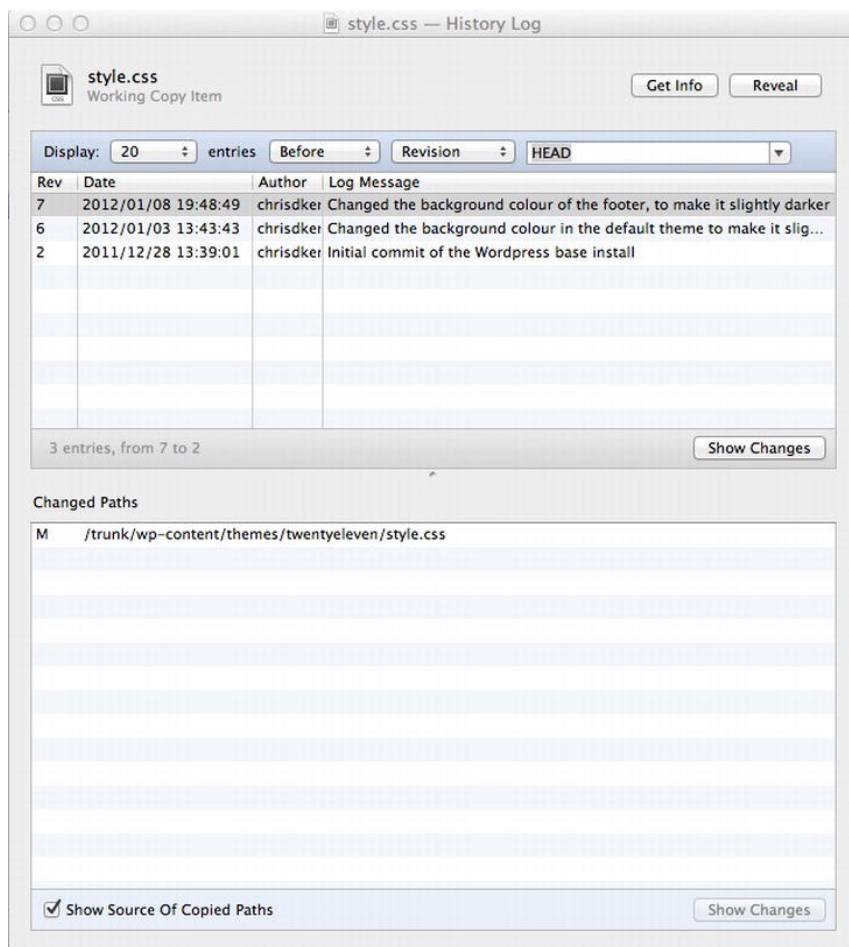 style.css — History Log
style.css
Working Copy Item
Get Info Reveal
Display: 20 entries Before Revision HEAD
Rev Date Author Log Message
7 2012/01/08 19:48:49 chrisdker Changed the background colour of the footer, to make it slightly darker
6 2012/01/03 13:43:43 chrisdker Changed the background colour in the default theme to make it slig...
2 2011/12/28 13:39:01 chrisdker Initial commit of the Wordpress base install
3 entries, from 7 to 2 Show Changes
Changed Paths
M /trunk/wp-content/themes/twentyeleven/style.css
Show Source Of Copied Paths Show Changes